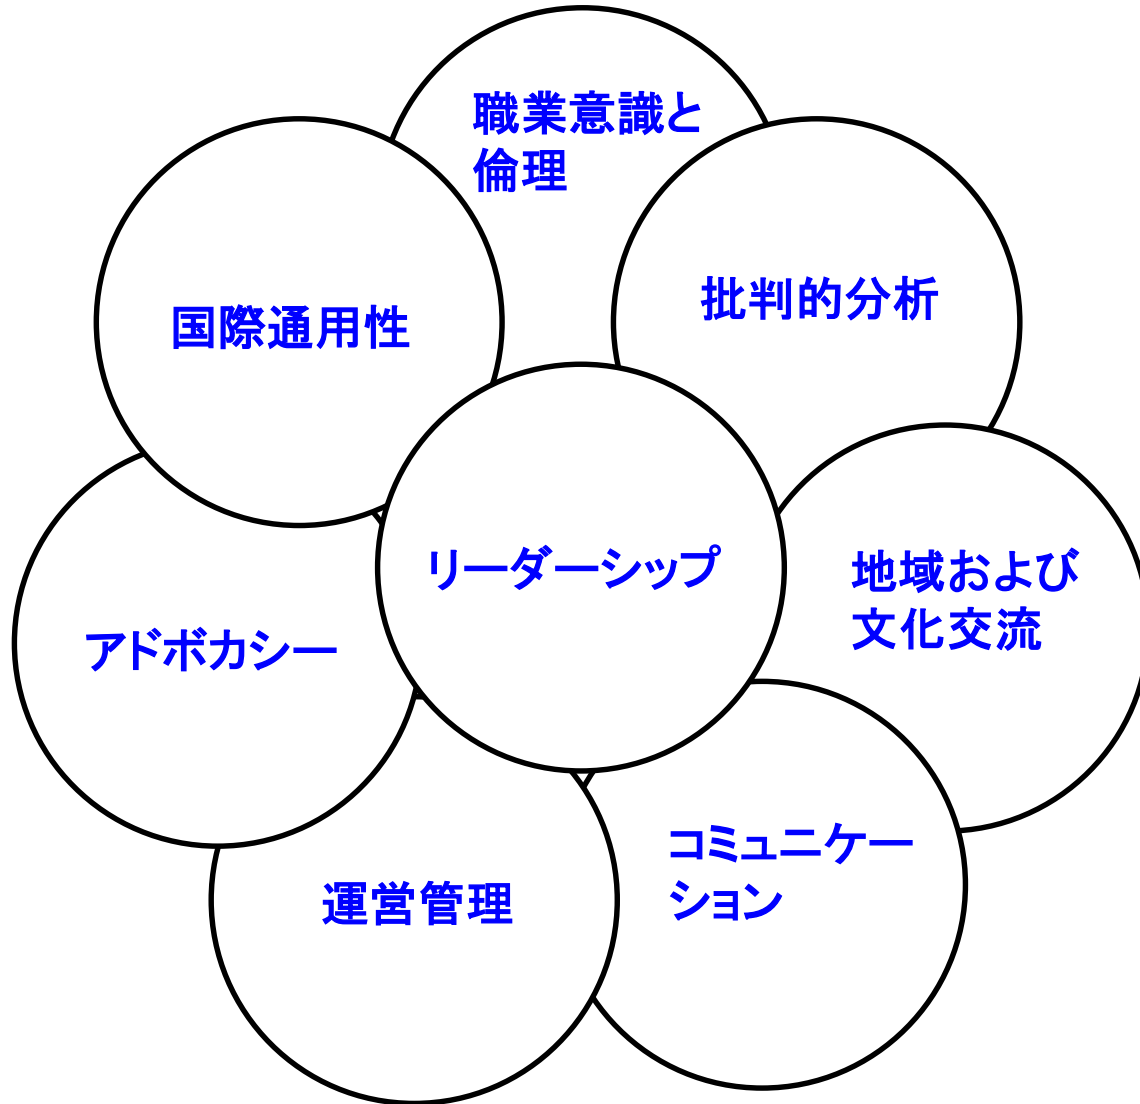 職業意識と
倫理
批判的分析
国際通用性
リーダーシップ
地域および
文化交流
アドボカシー
コミュニケー
ション
運営管理